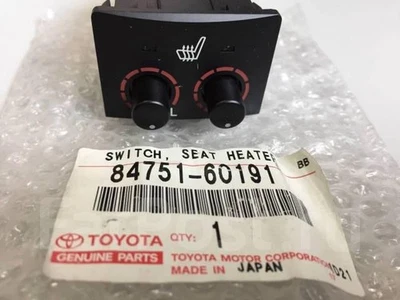 L
SWITCH, SEAT HEATER
BB
84751-60191
TOYOTA
QTY: 1
GENUINE PARTS
TOYOTA MOTOR CORPORATION
MADE IN JAPAN